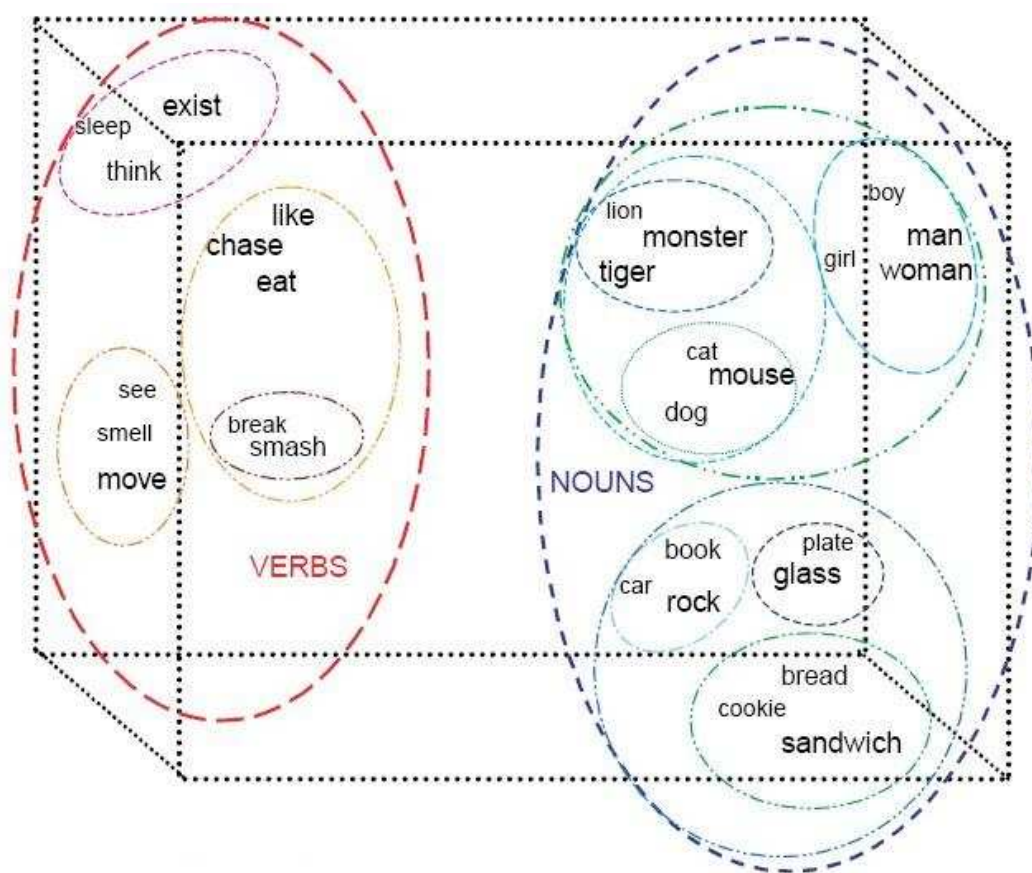 exist
sleep
think
like
chase
eat
see
smell
move
break
smash
VERBS
lion
monster
tiger
cat
mouse
dog
boy
girl
man
woman
NOUNS
book
car
rock
plate
glass
bread
cookie
sandwich